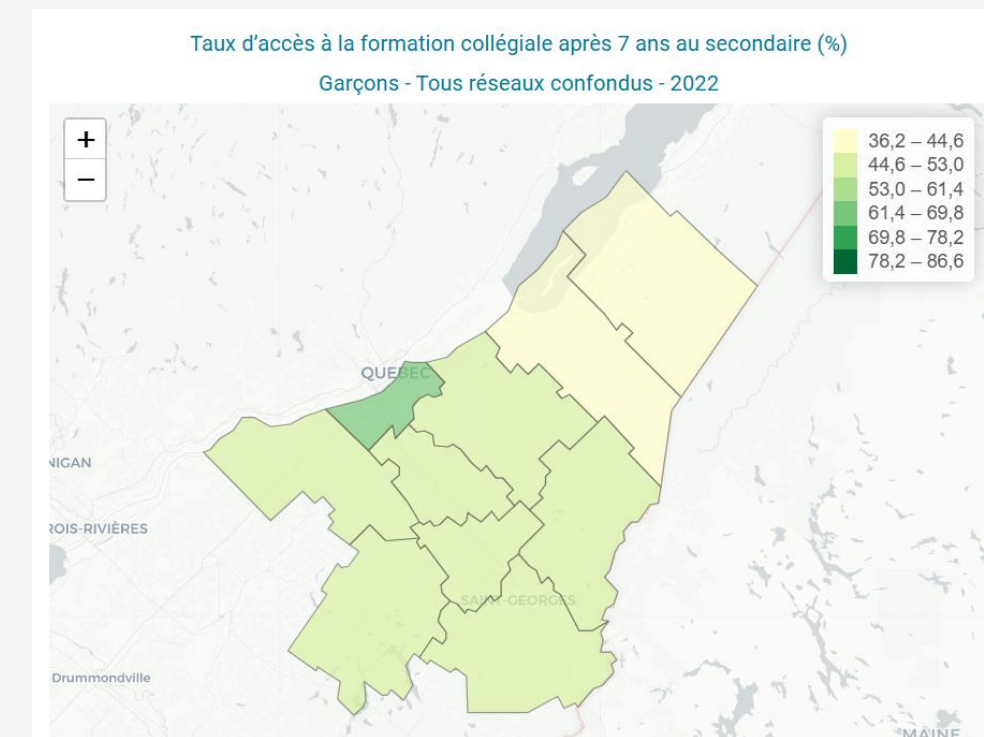 Taux d’accès à la formation collégiale après 7 ans au secondaire (%)
Garçons - Tous réseaux confondus - 2022
+
−
36,2 – 44,6
44,6 – 53,0
53,0 – 61,4
61,4 – 69,8
69,8 – 78,2
78,2 – 86,6
QUEBEC
NIGAN
ROIS-RIVIÈRES
SAINT-GEORGES
Drummondville
MAINE